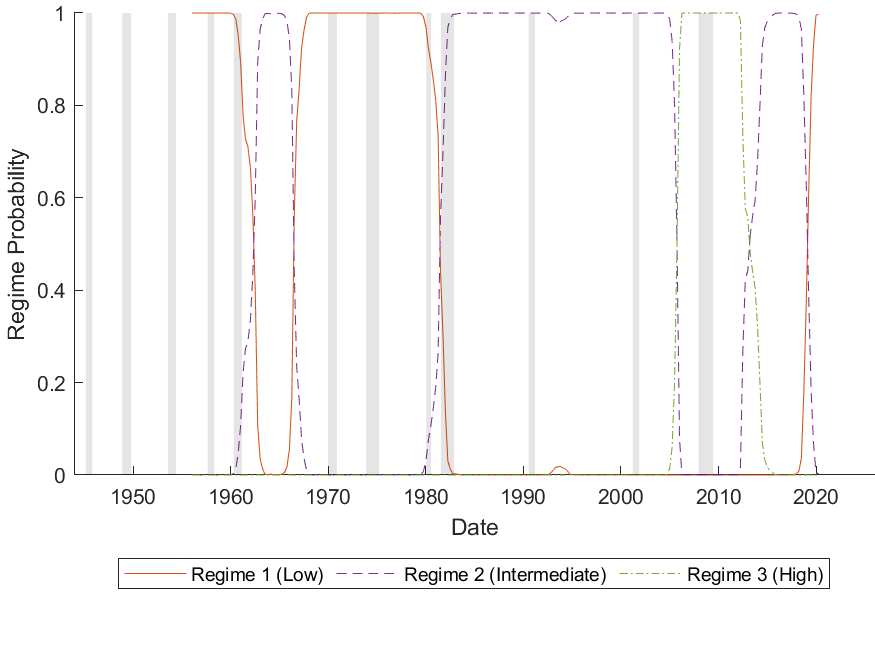 1
0.8
0.6
0.4
0.2
0
Regime Probability
1950 1960 1970 1980 1990 2000 2010 2020
Date
Regime 1 (Low) Regime 2 (Intermediate) Regime 3 (High)